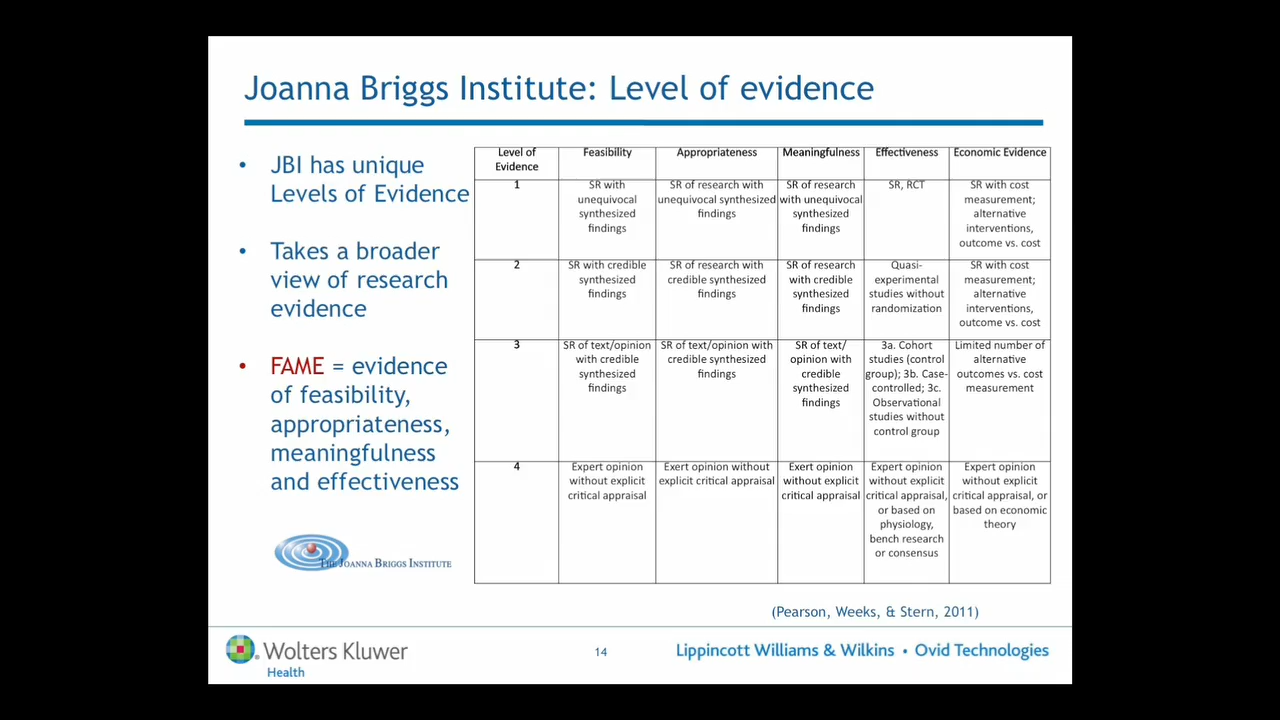 Joanna Briggs Institute: Level of evidence
• JBI has unique
Levels of Evidence
• Takes a broader
view of research
evidence
• FAME = evidence
of feasibility,
appropriateness,
meaningfulness
and effectiveness
THE JOANNA BRIGGS INSTITUTE
Level of
Evidence
Feasibility
Appropriateness
Meaningfulness
Effectiveness
Economic Evidence
1
SR with
unequivocal
synthesized
findings
SR of research with
unequivocal synthesized
findings
SR of research
with unequivocal
synthesized
findings
SR, RCT
SR with cost
measurement;
alternative
interventions,
outcome vs. cost
2
SR with credible
synthesized
findings
SR of research with
credible synthesized
findings
SR of research
with credible
synthesized
findings
Quasi-
experimental
studies without
randomization
SR with cost
measurement;
alternative
interventions,
outcome vs. cost
3
SR of text/opinion
with credible
synthesized
findings
SR of text/opinion with
credible synthesized
findings
SR of text/
opinion with
credible
synthesized
findings
3a. Cohort
studies (control
group); 3b. Case-
controlled; 3c.
Observational
studies without
control group
Limited number of
alternative
outcomes vs. cost
measurement
4
Expert opinion
without explicit
critical appraisal
Exert opinion without
explicit critical appraisal
Exert opinion
without explicit
critical appraisal
Expert opinion
without explicit
critical appraisal,
or based on
physiology,
bench research
or consensus
Expert opinion
without explicit
critical appraisal, or
based on economic
theory
(Pearson, Weeks, & Stern, 2011)
Wolters Kluwer
Health
14
Lippincott Williams & Wilkins • Ovid Technologies